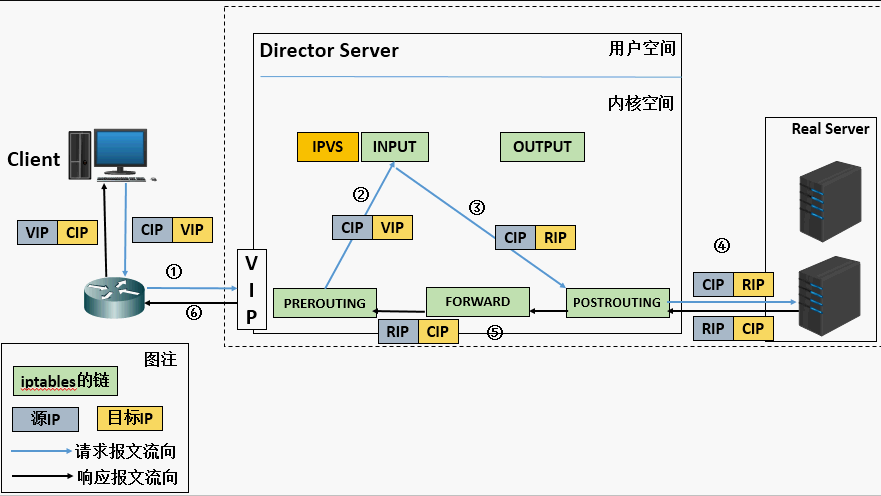 Director Server
用户空间
内核空间
Real Server
IPVS
INPUT
OUTPUT
Client
②
③
VIP CIP
CIP VIP
CIP VIP
CIP RIP
④
①
VIP
CIP RIP
PREROUTING
FORWARD
POSTROUTING
⑥
RIP CIP
⑤
RIP CIP
图注
iptables的链
源IP
目标IP
请求报文流向
响应报文流向